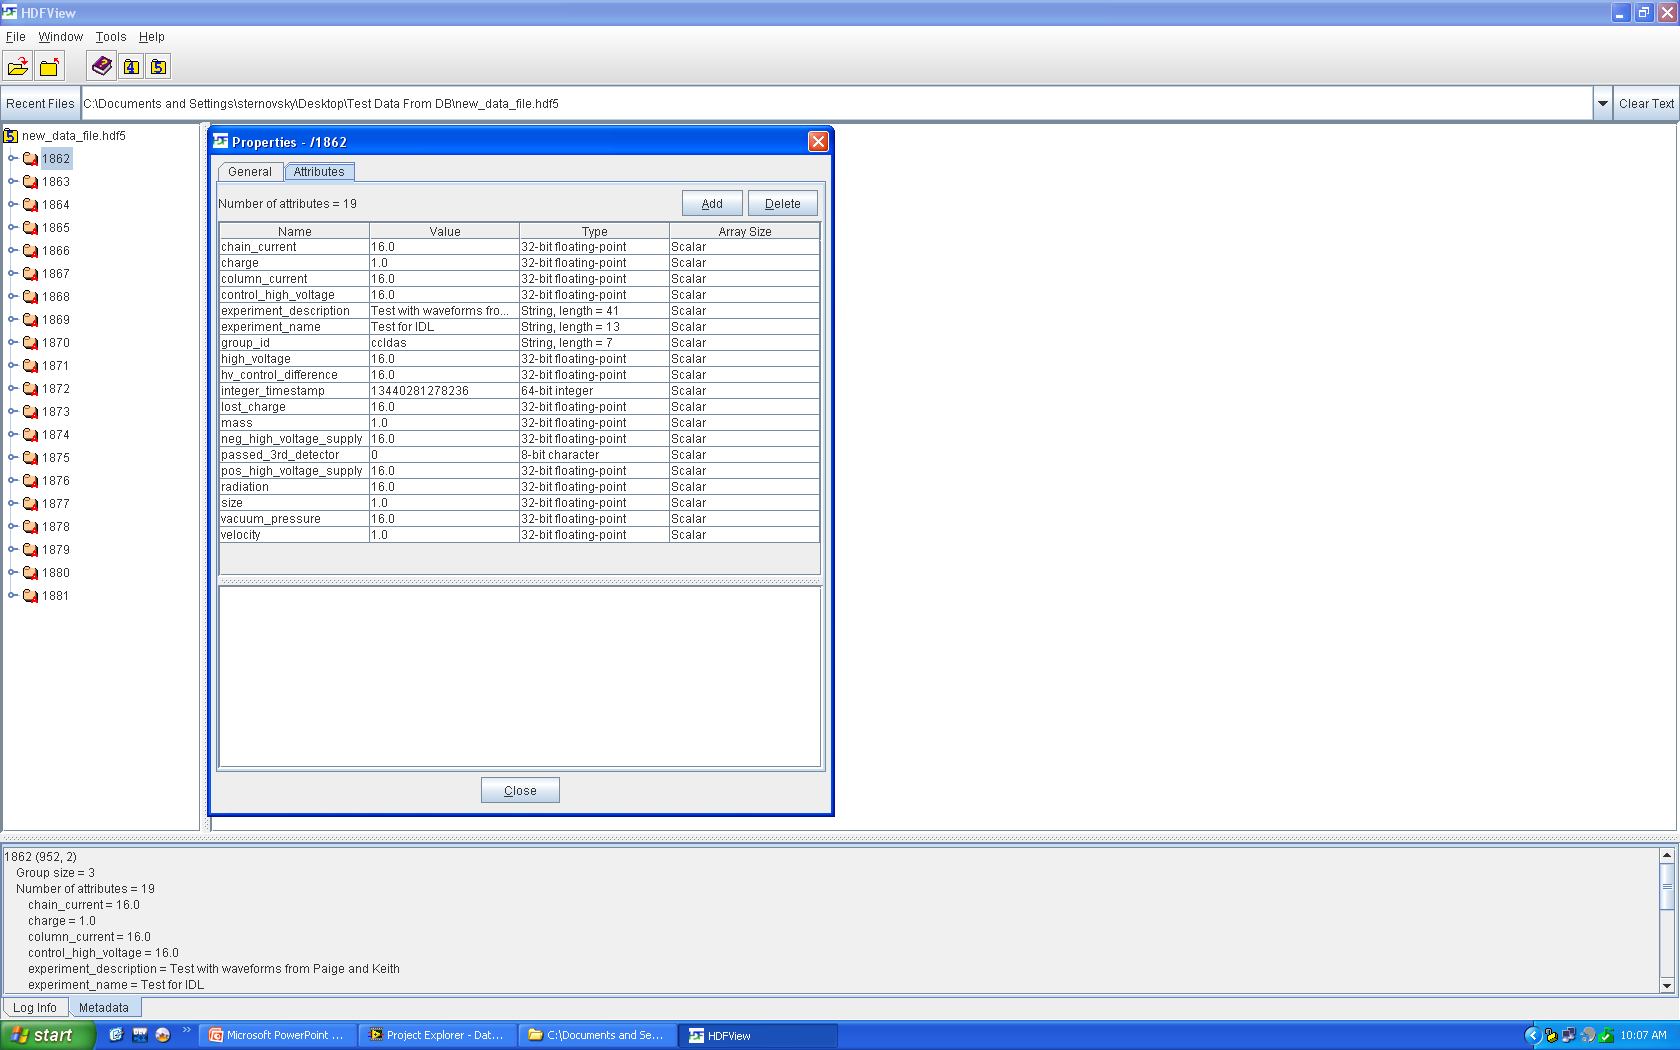 HDFView
File Window Tools Help
4 5
Recent Files C:\Documents and Settings\sternovsky\Desktop\Test Data From DB\new_data_file.hdf5 Clear Text
5 new_data_file.hdf5
1862
1863
1864
1865
1866
1867
1868
1869
1870
1871
1872
1873
1874
1875
1876
1877
1878
1879
1880
1881
Properties - /1862
General Attributes
Number of attributes = 19 Add Delete
Name Value Type Array Size
chain_current 16.0 32-bit floating-point Scalar
charge 1.0 32-bit floating-point Scalar
column_current 16.0 32-bit floating-point Scalar
control_high_voltage 16.0 32-bit floating-point Scalar
experiment_description Test with waveforms fro... String, length = 41 Scalar
experiment_name Test for IDL String, length = 13 Scalar
group_id ccldas String, length = 7 Scalar
high_voltage 16.0 32-bit floating-point Scalar
hv_control_difference 16.0 32-bit floating-point Scalar
integer_timestamp 13440281278236 64-bit integer Scalar
lost_charge 16.0 32-bit floating-point Scalar
mass 1.0 32-bit floating-point Scalar
neg_high_voltage_supply 16.0 32-bit floating-point Scalar
passed_3rd_detector 0 8-bit character Scalar
pos_high_voltage_supply 16.0 32-bit floating-point Scalar
radiation 16.0 32-bit floating-point Scalar
size 1.0 32-bit floating-point Scalar
vacuum_pressure 16.0 32-bit floating-point Scalar
velocity 1.0 32-bit floating-point Scalar
Close
1862 (952, 2)
Group size = 3
Number of attributes = 19
chain_current = 16.0
charge = 1.0
column_current = 16.0
control_high_voltage = 16.0
experiment_description = Test with waveforms from Paige and Keith
experiment_name = Test for IDL
Log Info Metadata
start Microsoft PowerPoint ... Project Explorer - Dat... C:\Documents and Se... HDFView 10:07 AM